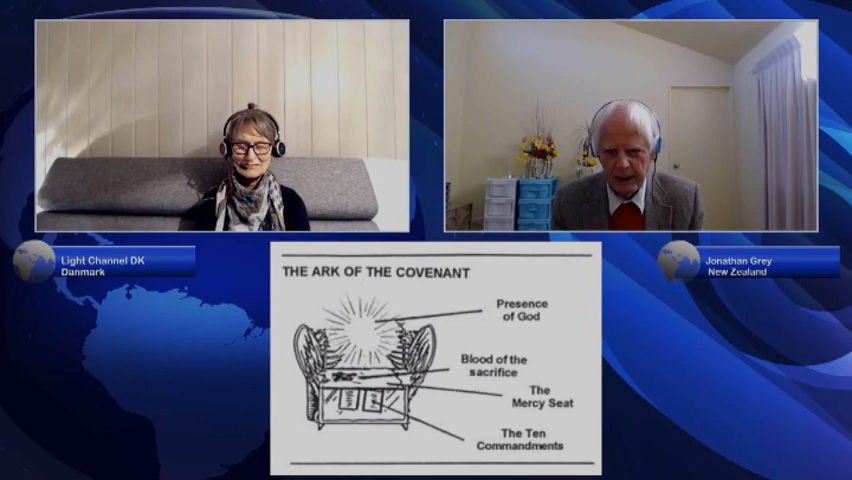 Light Channel DK
Danmark
Jonathan Grey
New Zealand
THE ARK OF THE COVENANT
Presence
of God
Blood of the
sacrifice
The
Mercy Seat
The Ten
Commandments